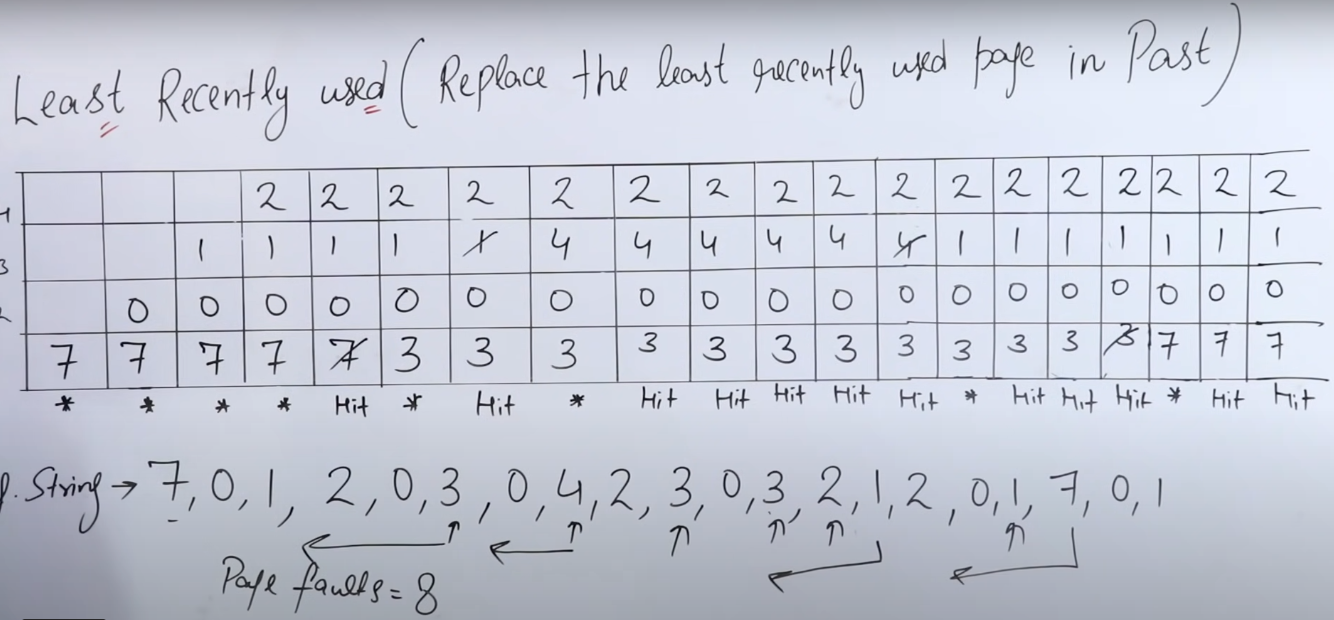 Least Recently used (Replace the least recently used page in Past)
2 2 2 2 2 2 2 2 2 2 2 2 2 2 2 2 2
3 1 1 1 1 1 4 4 4 4 4 4 1 1 1 1 1 1 1
0 0 0 0 0 0 0 0 0 0 0 0 0 0 0 0 0 0 0
7 7 7 7 7 3 3 3 3 3 3 3 3 3 3 3 3 7 7 7
* * * * Hit * Hit * Hit Hit Hit Hit Hit * Hit Hit Hit * Hit Hit
String → 7, 0, 1, 2, 0, 3, 0, 4, 2, 3, 0, 3, 2, 1, 2, 0, 1, 7, 0, 1
Page faults = 8